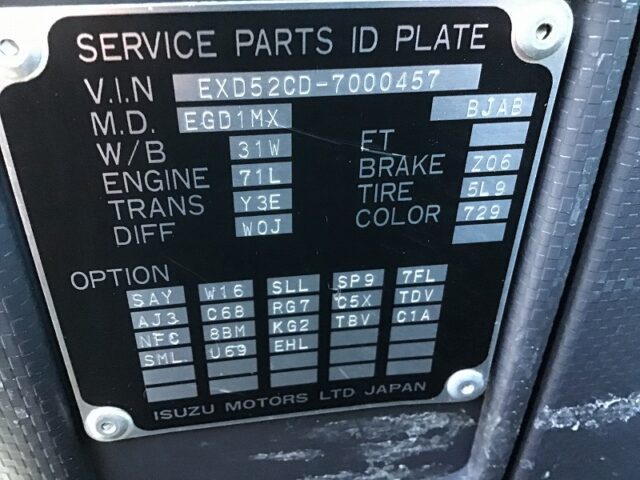 SERVICE PARTS ID PLATE
V.I.N EXD52CD-7000457
M.D. EGD1MX BJAB
W/B 31W FT
ENGINE 71L BRAKE Z06
TRANS Y3E TIRE 5L9
DIFF W0J COLOR 729
OPTION
SAY W16 SLL SP9 7FL
AJ3 C68 RG7 C5X TDV
NFC 8BM KG2 TBV C1A
SML U69 EHL
ISUZU MOTORS LTD JAPAN